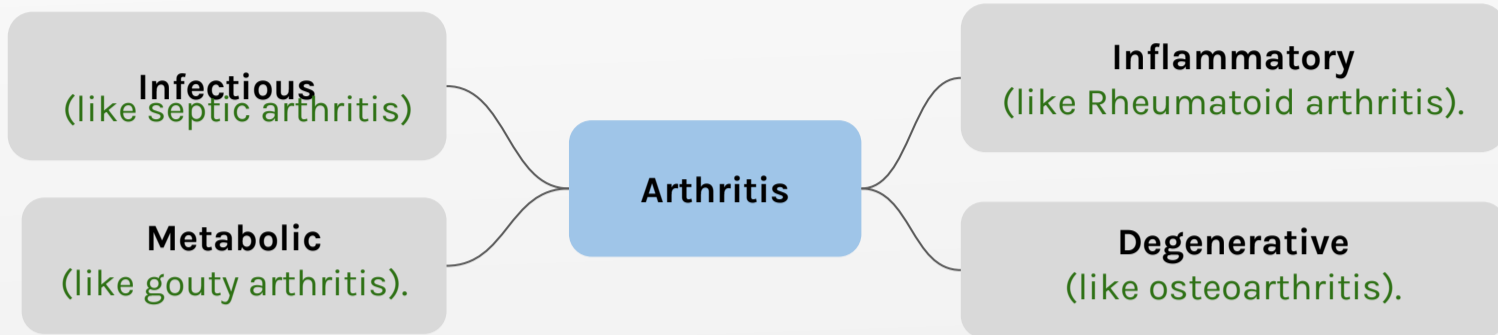 Infectious
(like septic arthritis)
Metabolic
(like gouty arthritis).
Arthritis
Inflammatory
(like Rheumatoid arthritis).
Degenerative
(like osteoarthritis).